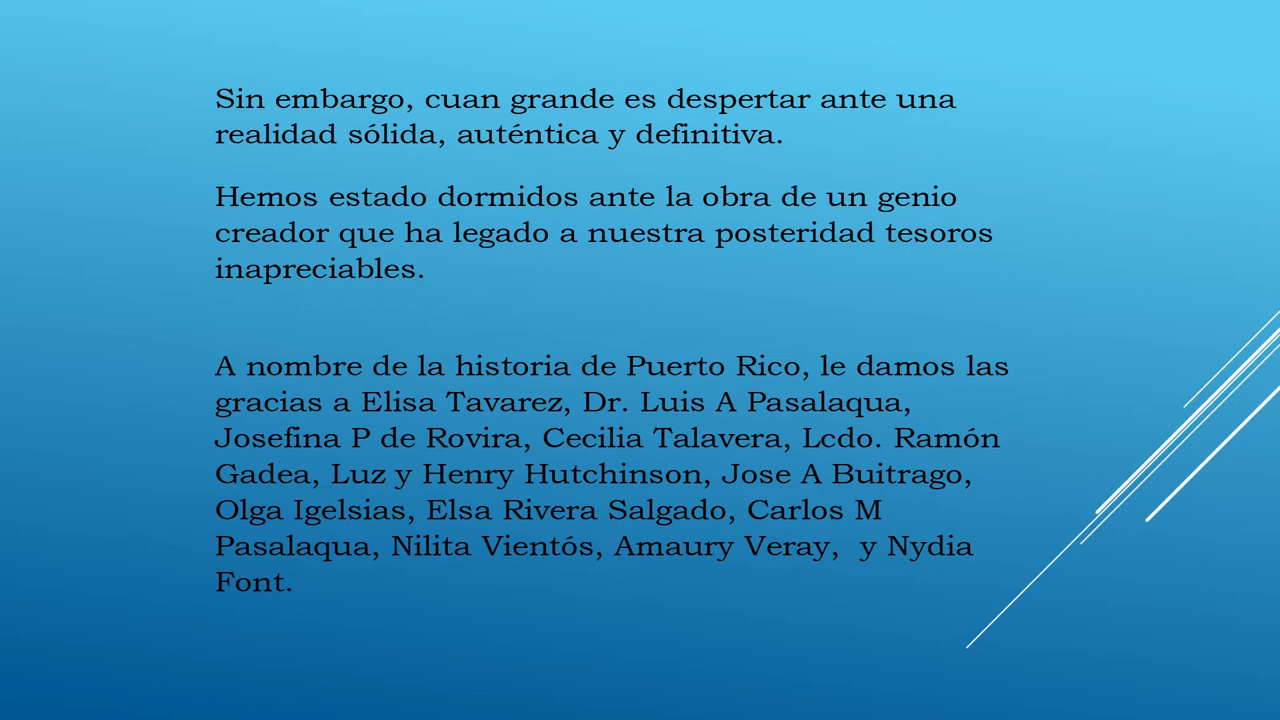 Sin embargo, cuan grande es despertar ante una
realidad sólida, auténtica y definitiva.
Hemos estado dormidos ante la obra de un genio
creador que ha legado a nuestra posteridad tesoros
inapreciables.
A nombre de la historia de Puerto Rico, le damos las
gracias a Elisa Tavarez, Dr. Luis A Pasalaqua,
Josefina P de Rovira, Cecilia Talavera, Lcdo. Ramón
Gadea, Luz y Henry Hutchinson, Jose A Buitrago,
Olga Igelsias, Elsa Rivera Salgado, Carlos M
Pasalaqua, Nilita Vientós, Amaury Veray,  y Nydia
Font.